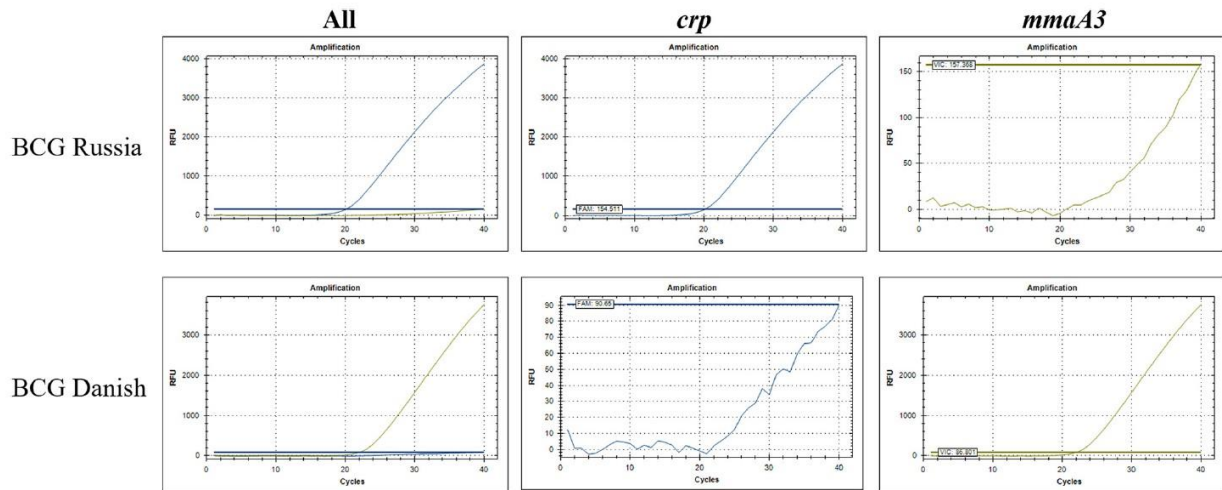 All
crp
mmaA3
BCG Russia
Amplification
4000
3000
2000
1000
0
RFU
0 10 20 30 40
Cycles
Amplification
4000
3000
2000
1000
0
RFU
FAM: 154.511
0 10 20 30 40
Cycles
Amplification
150
100
50
0
RFU
VIC: 157.368
0 10 20 30 40
Cycles
BCG Danish
Amplification
3000
2000
1000
0
RFU
0 10 20 30 40
Cycles
Amplification
90
80
70
60
50
40
30
20
10
0
RFU
FAM: 90.65
0 10 20 30 40
Cycles
Amplification
3000
2000
1000
0
RFU
VIC: 86.801
0 10 20 30 40
Cycles